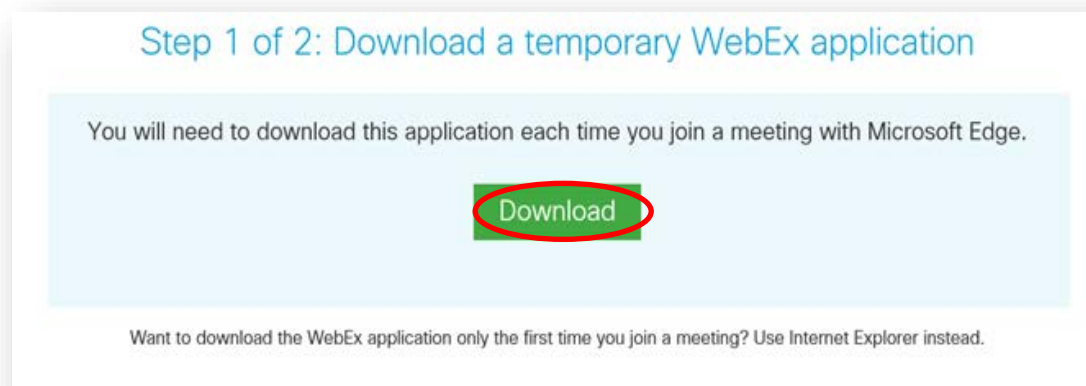 Step 1 of 2: Download a temporary WebEx application
You will need to download this application each time you join a meeting with Microsoft Edge.
Download
Want to download the WebEx application only the first time you join a meeting? Use Internet Explorer instead.